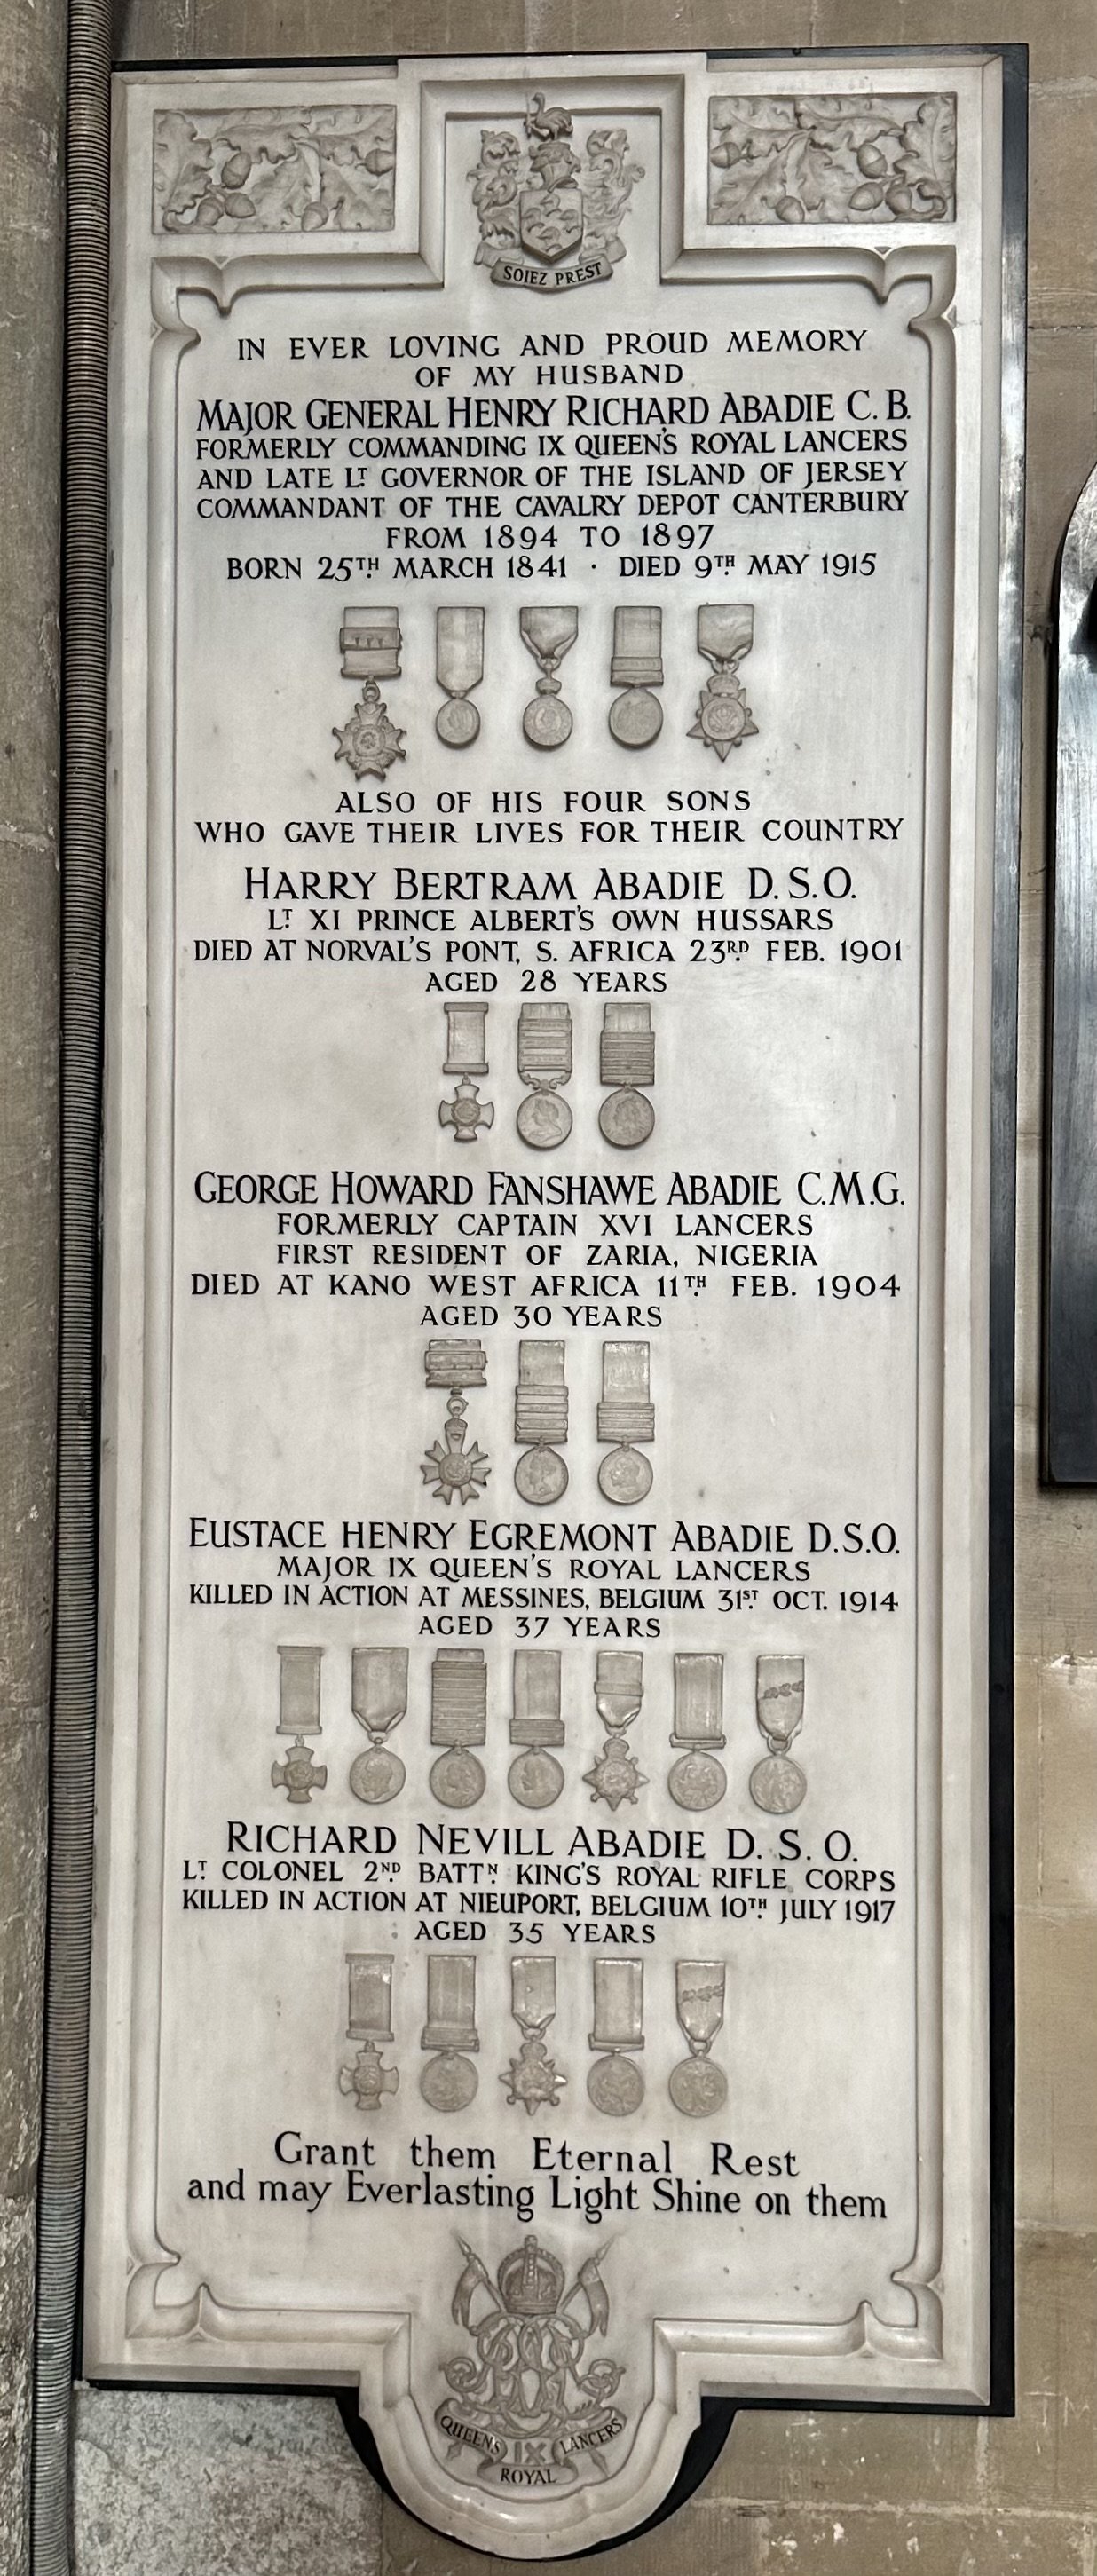 SOIEZ PREST
IN EVER LOVING AND PROUD MEMORY
OF MY HUSBAND
MAJOR GENERAL HENRY RICHARD ABADIE C. B.
FORMERLY COMMANDING IX QUEEN'S ROYAL LANCERS
AND LATE LT GOVERNOR OF THE ISLAND OF JERSEY
COMMANDANT OF THE CAVALRY DEPOT CANTERBURY
FROM 1894 TO 1897
BORN 25TH MARCH 1841 · DIED 9TH MAY 1915
ALSO OF HIS FOUR SONS
WHO GAVE THEIR LIVES FOR THEIR COUNTRY
HARRY BERTRAM ABADIE D. S. O.
LT XI PRINCE ALBERT'S OWN HUSSARS
DIED AT NORVAL'S PONT, S. AFRICA 23RD FEB. 1901
AGED 28 YEARS
GEORGE HOWARD FANSHAWE ABADIE C.M.G.
FORMERLY CAPTAIN XVI LANCERS
FIRST RESIDENT OF ZARIA, NIGERIA
DIED AT KANO WEST AFRICA 11TH FEB. 1904
AGED 30 YEARS
EUSTACE HENRY EGREMONT ABADIE D.S.O.
MAJOR IX QUEEN'S ROYAL LANCERS
KILLED IN ACTION AT MESSINES, BELGIUM 31ST OCT. 1914
AGED 37 YEARS
RICHARD NEVILL ABADIE D. S. O.
LT COLONEL 2ND BATTN KING'S ROYAL RIFLE CORPS
KILLED IN ACTION AT NIEUPORT, BELGIUM 10TH JULY 1917
AGED 35 YEARS
Grant them Eternal Rest
and may Everlasting Light Shine on them
QUEENS IX LANCERS
ROYAL